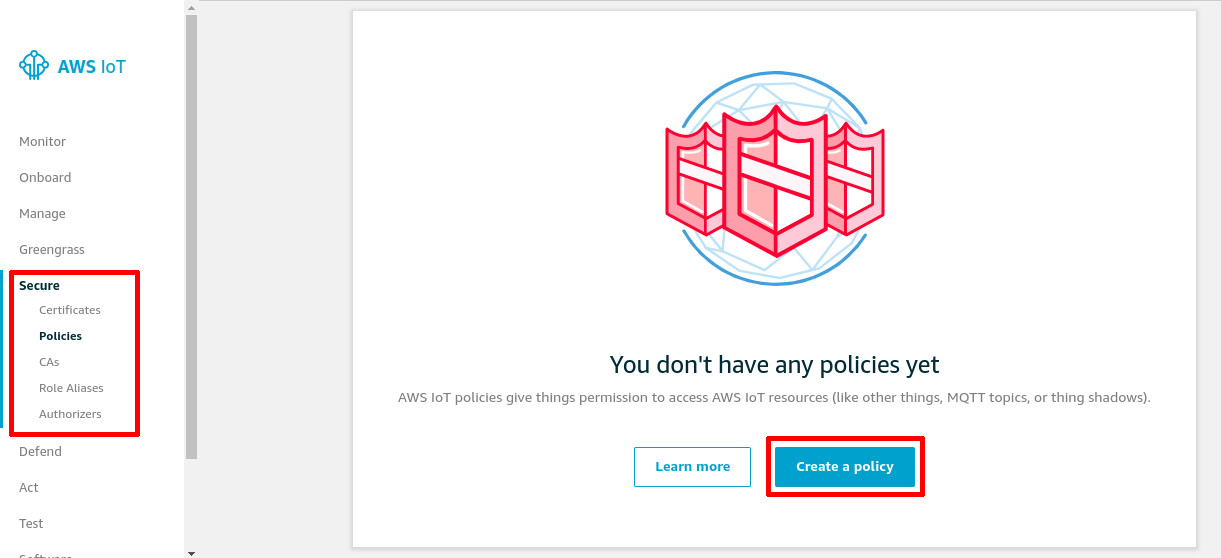 AWS IoT
Monitor
Onboard
Manage
Greengrass
Secure
Certificates
Policies
CAs
Role Aliases
Authorizers
Defend
Act
Test
Software
You don't have any policies yet
AWS IoT policies give things permission to access AWS IoT resources (like other things, MQTT topics, or thing shadows).
Learn more
Create a policy